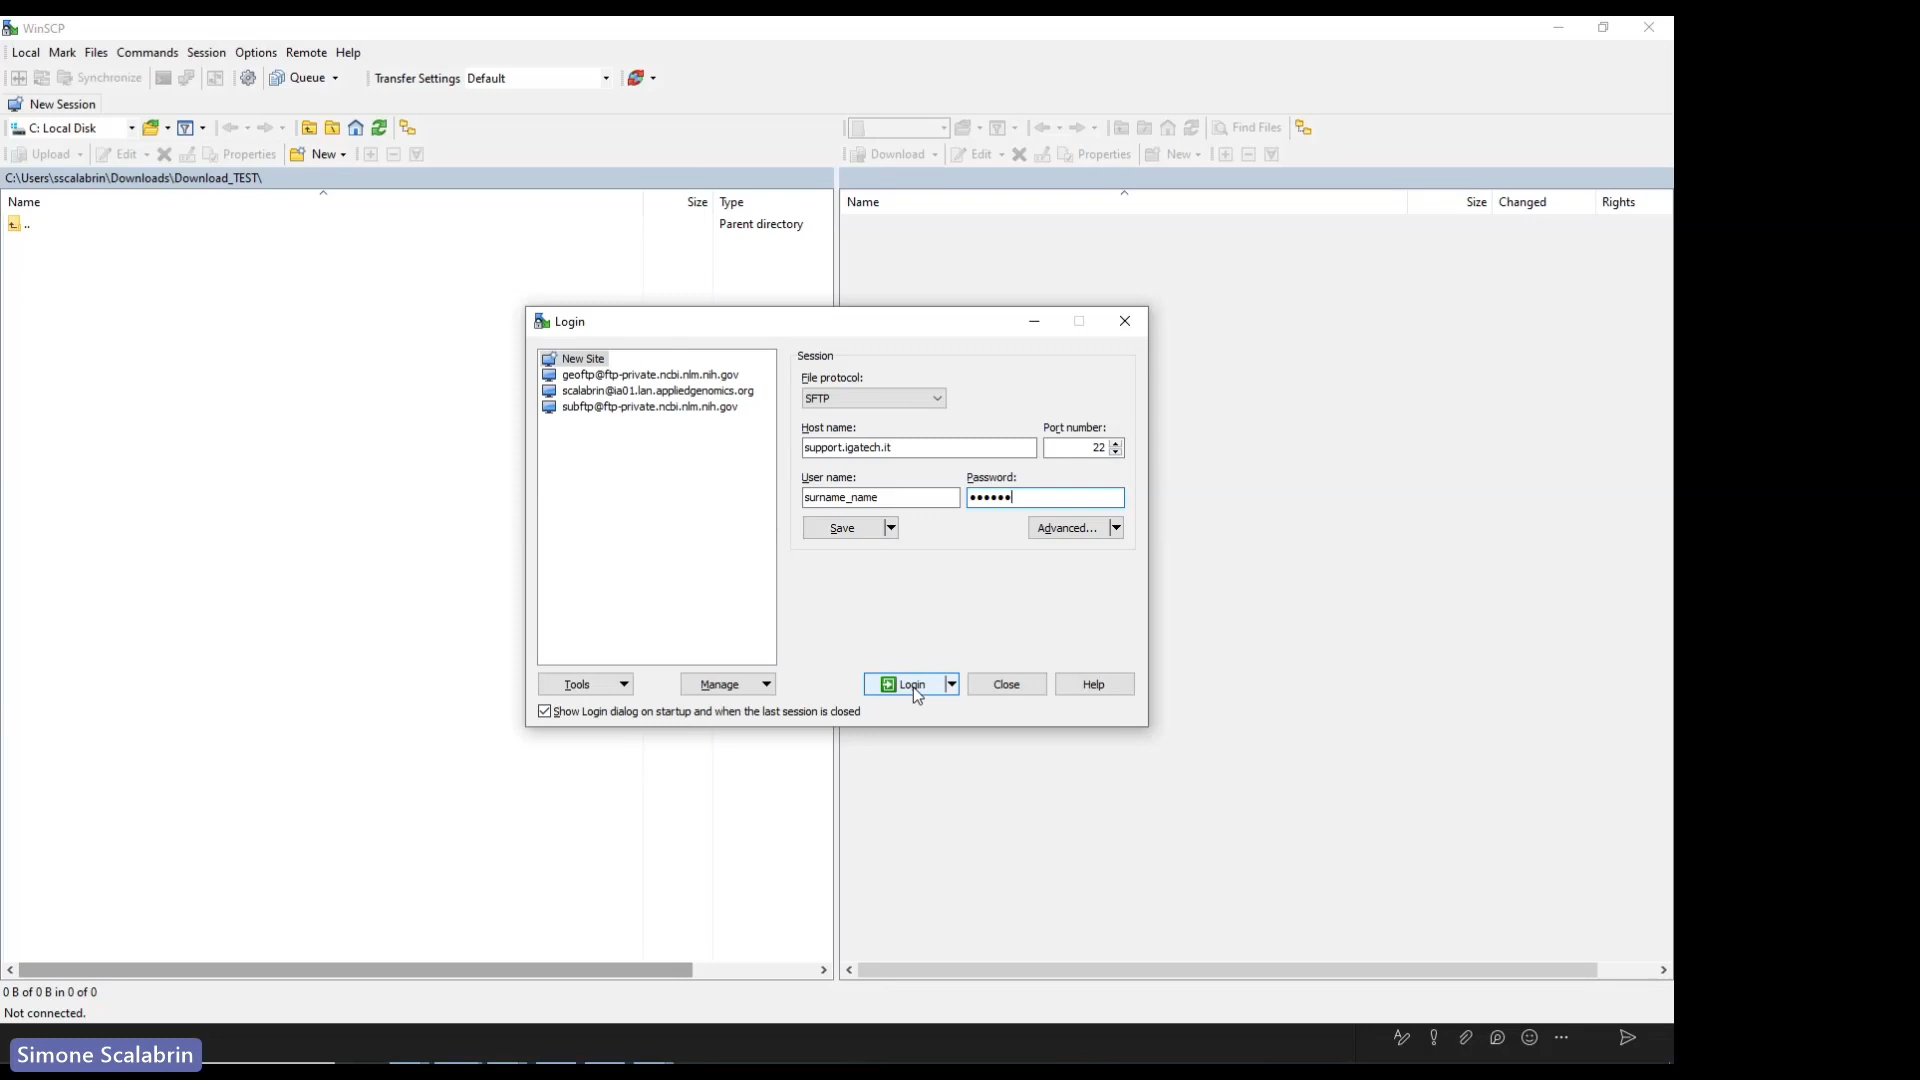 WinSCP
Local Mark Files Commands Session Options Remote Help
Synchronize Queue Transfer Settings Default
New Session
C: Local Disk Find Files
Upload Edit Properties New Download Edit Properties New
C:\Users\sscalabrin\Downloads\Download_TEST\
Name Size Type Name Size Changed Rights
.. Parent directory
Login
New Site
geoftp@ftp-private.ncbi.nlm.nih.gov
scalabrin@ia01.lan.appliedgenomics.org
subftp@ftp-private.ncbi.nlm.nih.gov
Session
File protocol:
SFTP
Host name: Port number:
support.igatech.it 22
User name: Password:
surname_name ●●●●●●
Save Advanced...
Tools Manage Login Close Help
Show Login dialog on startup and when the last session is closed
0 B of 0 B in 0 of 0
Not connected.
Simone Scalabrin